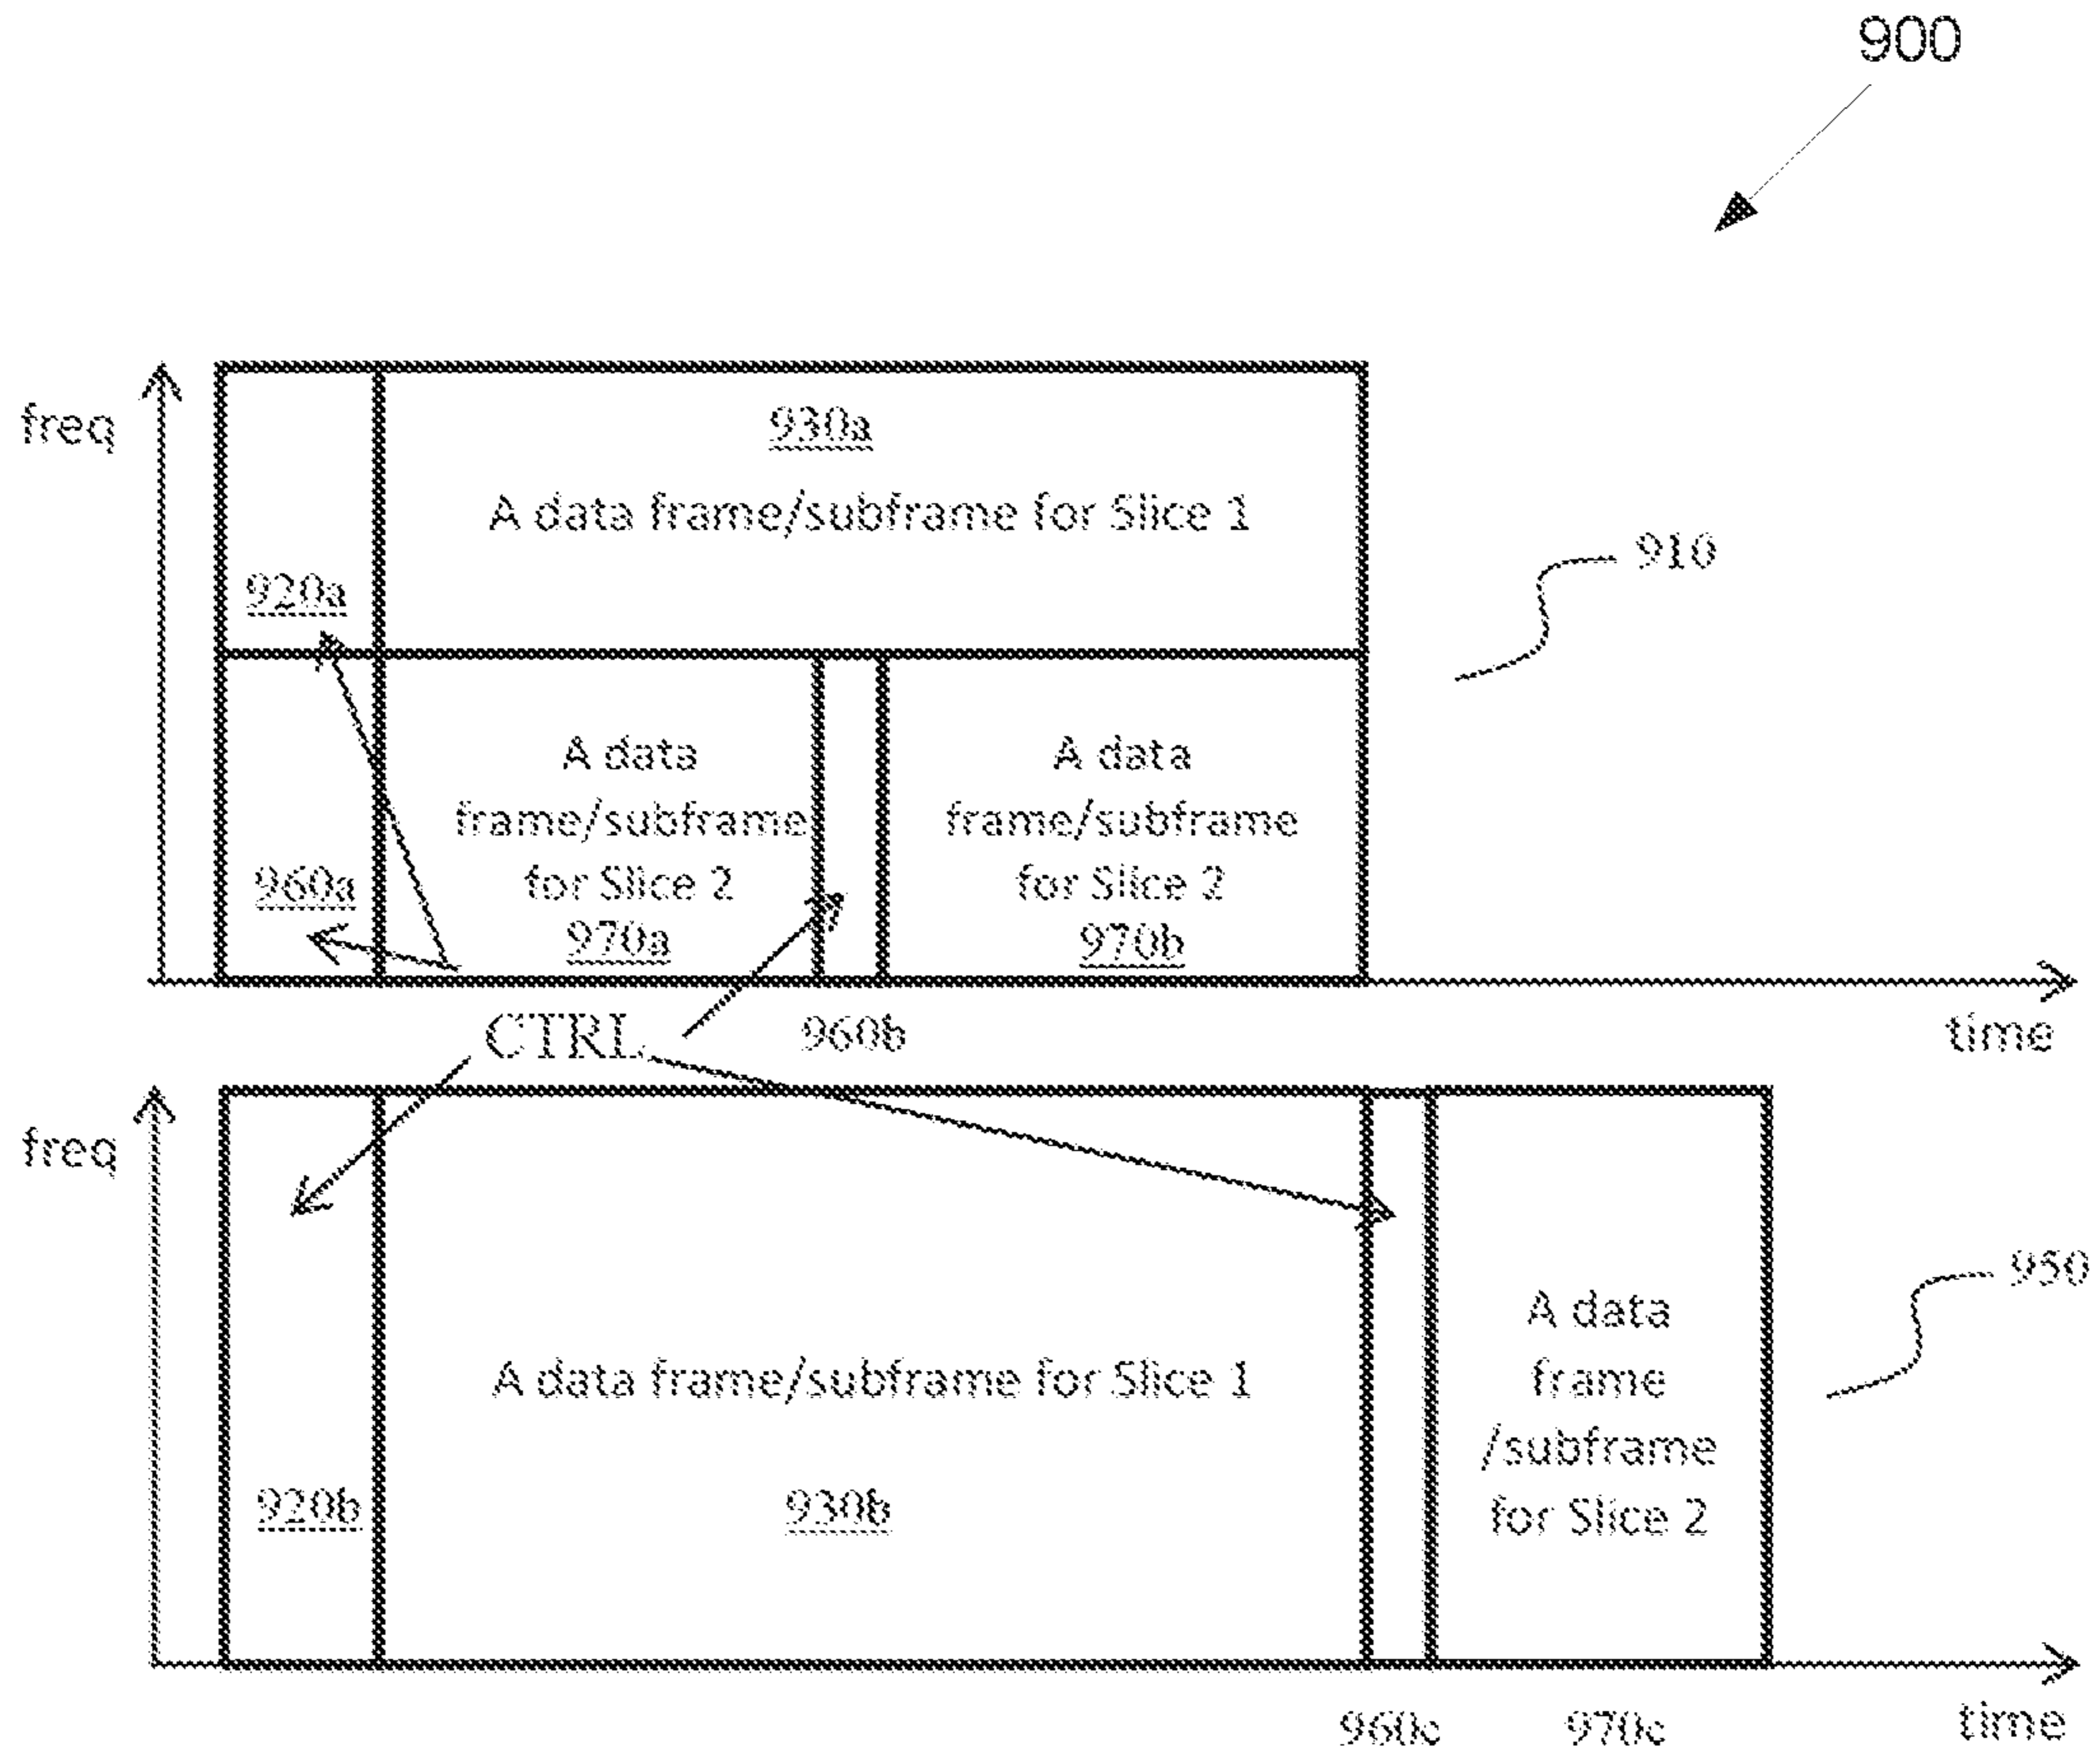 900
freq
930a
A data frame/subframe for Slice 1
910
920a
A data
frame/subframe
for Slice 2
970a
A data
frame/subframe
for Slice 2
970b
960a
CTRL
960b
time
freq
950
A data frame/subframe for Slice 1
A data
frame
/subframe
for Slice 2
920b
930b
960c
970c
time